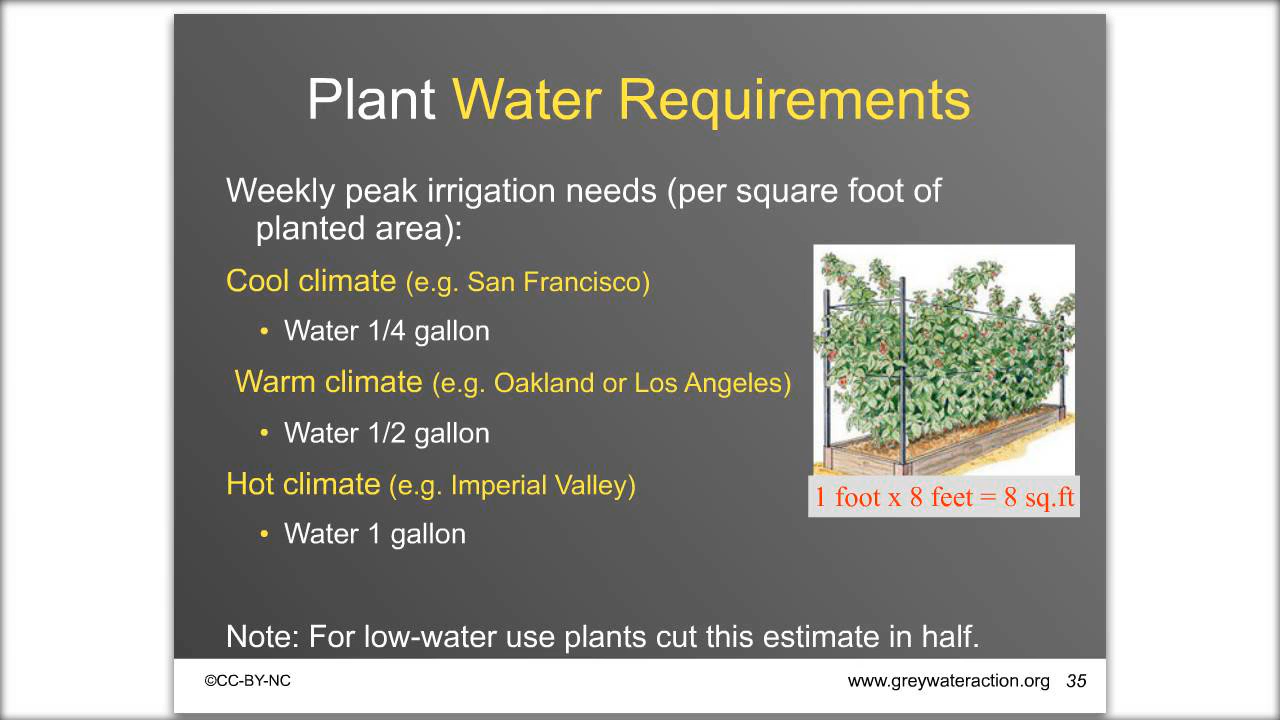 Plant Water Requirements
Weekly peak irrigation needs (per square foot of
planted area):
Cool climate (e.g. San Francisco)
• Water 1/4 gallon
Warm climate (e.g. Oakland or Los Angeles)
• Water 1/2 gallon
Hot climate (e.g. Imperial Valley)
• Water 1 gallon
1 foot x 8 feet = 8 sq.ft
Note: For low-water use plants cut this estimate in half.
©CC-BY-NC
www.greywateraction.org 35